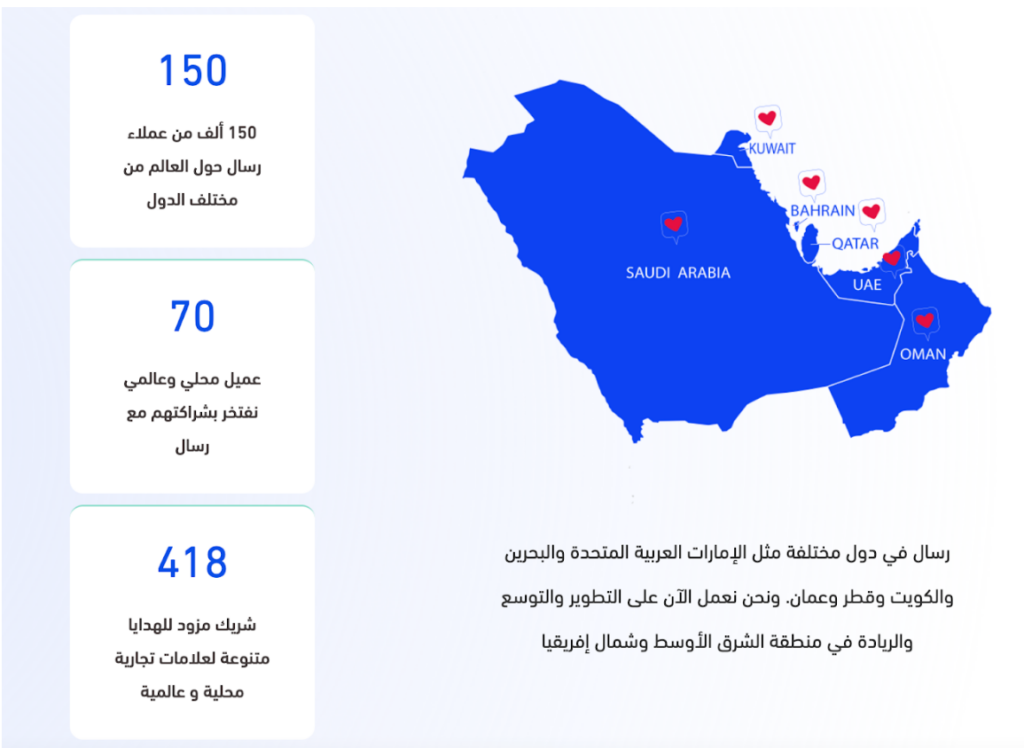 150
150 ألف من عملاء
رسال حول العالم من
مختلف الدول
70
عميل محلي وعالمي
نفتخر بشراكتهم مع
رسال
418
شريك مزود للهدايا
متنوعة لعلامات تجارية
محلية و عالمية
KUWAIT
BAHRAIN
QATAR
SAUDI ARABIA
UAE
OMAN
رسال في دول مختلفة مثل الإمارات العربية المتحدة والبحرين
والكويت وقطر وعمان. ونحن نعمل الآن على التطوير والتوسع
والريادة في منطقة الشرق الأوسط وشمال إفريقيا